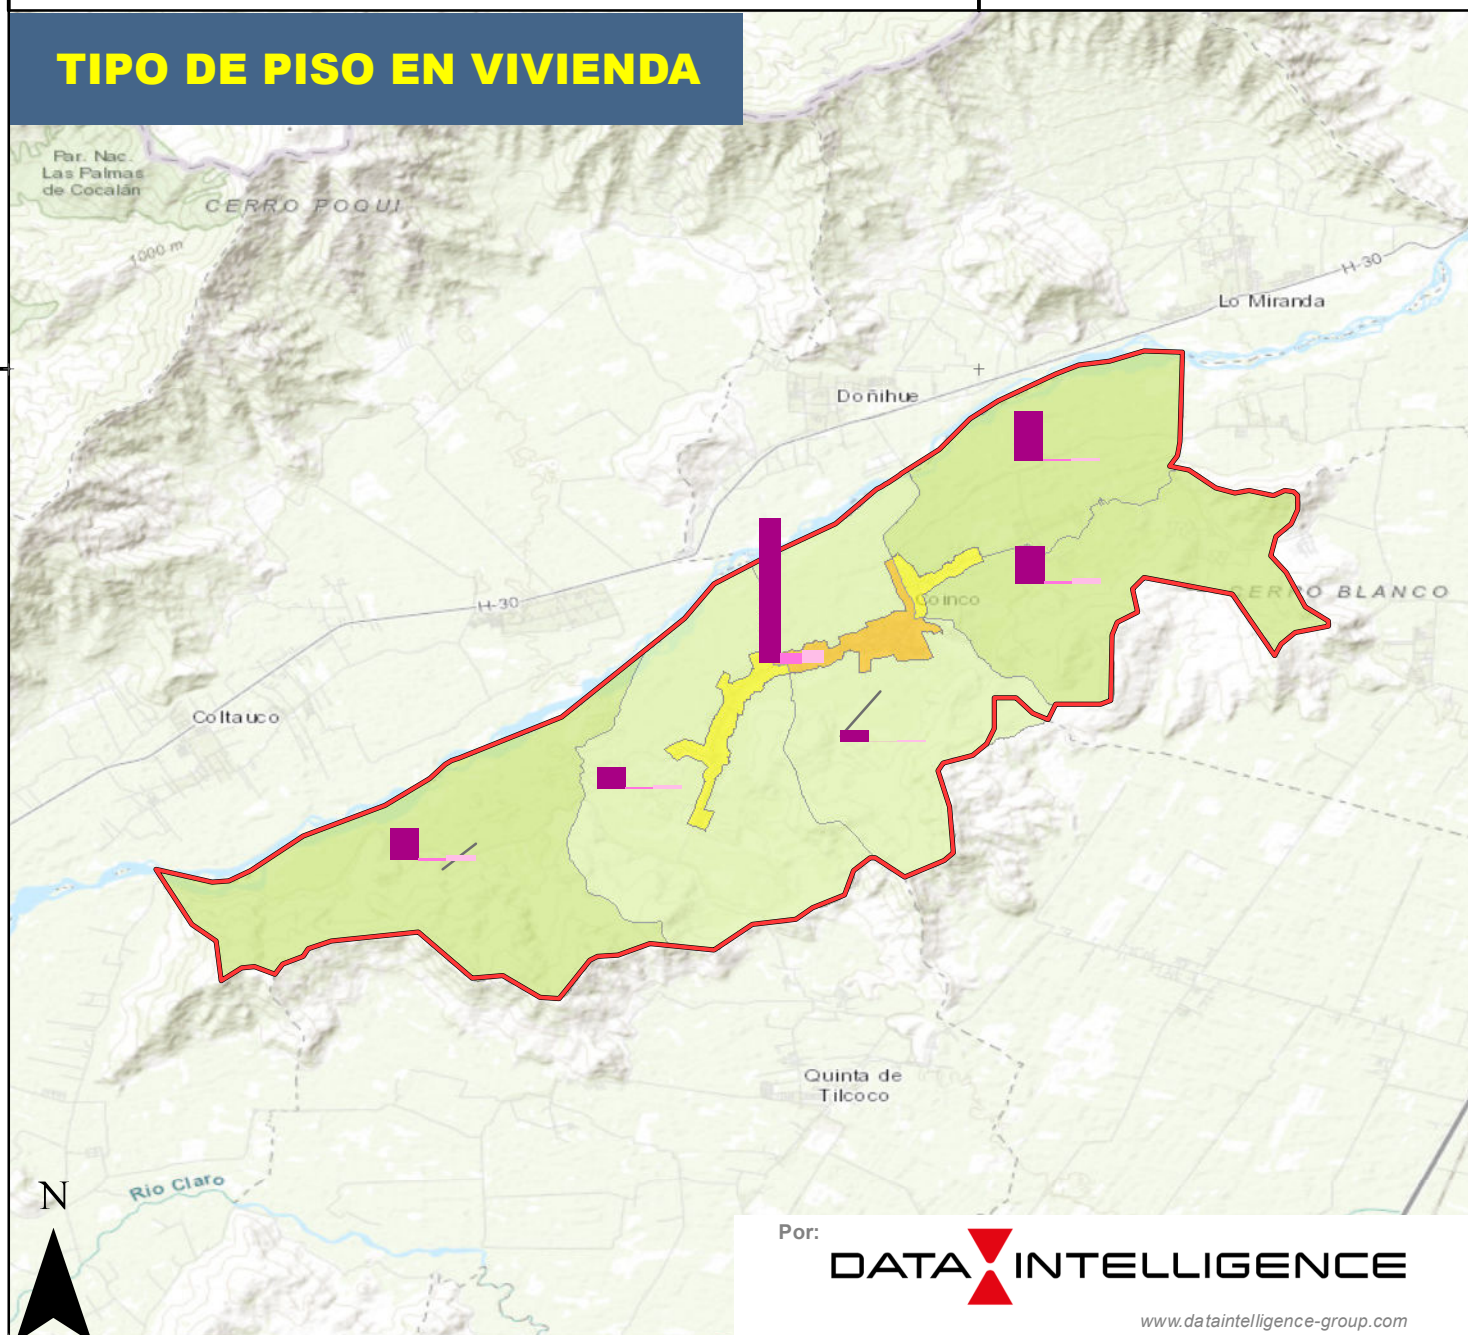 TIPO DE PISO EN VIVIENDA
Par. Nac.
Las Palmas
de Cocalán
CERRO POQUI
1000 m
H-30
Lo Miranda
Doñihue
H-30
CERRO BLANCO
Coinco
Coltauco
Quinta de
Tilcoco
Rio Claro
N
Por:
DATA INTELLIGENCE
www.dataintelligence-group.com